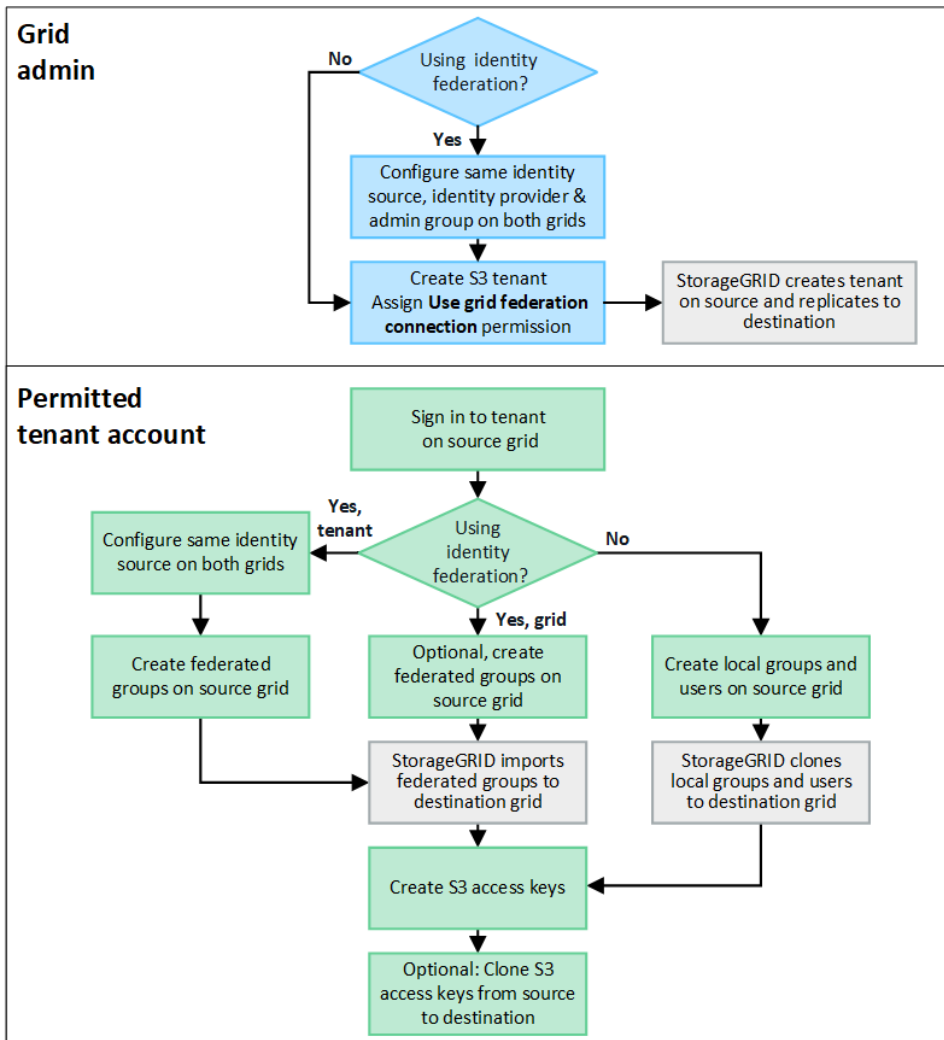 Grid
admin
No
Using identity
federation?
Yes
Configure same identity
source, identity provider &
admin group on both grids
Create S3 tenant
Assign Use grid federation
connection permission
StorageGRID creates tenant
on source and replicates to
destination
Permitted
tenant account
Sign in to tenant
on source grid
Yes,
tenant
Configure same identity
source on both grids
Using
identity
federation?
No
Yes, grid
Create federated
groups on source grid
Optional, create
federated groups on
source grid
Create local groups and
users on source grid
StorageGRID imports
federated groups to
destination grid
StorageGRID clones
local groups and users
to destination grid
Create S3 access keys
Optional: Clone S3
access keys from source
to destination